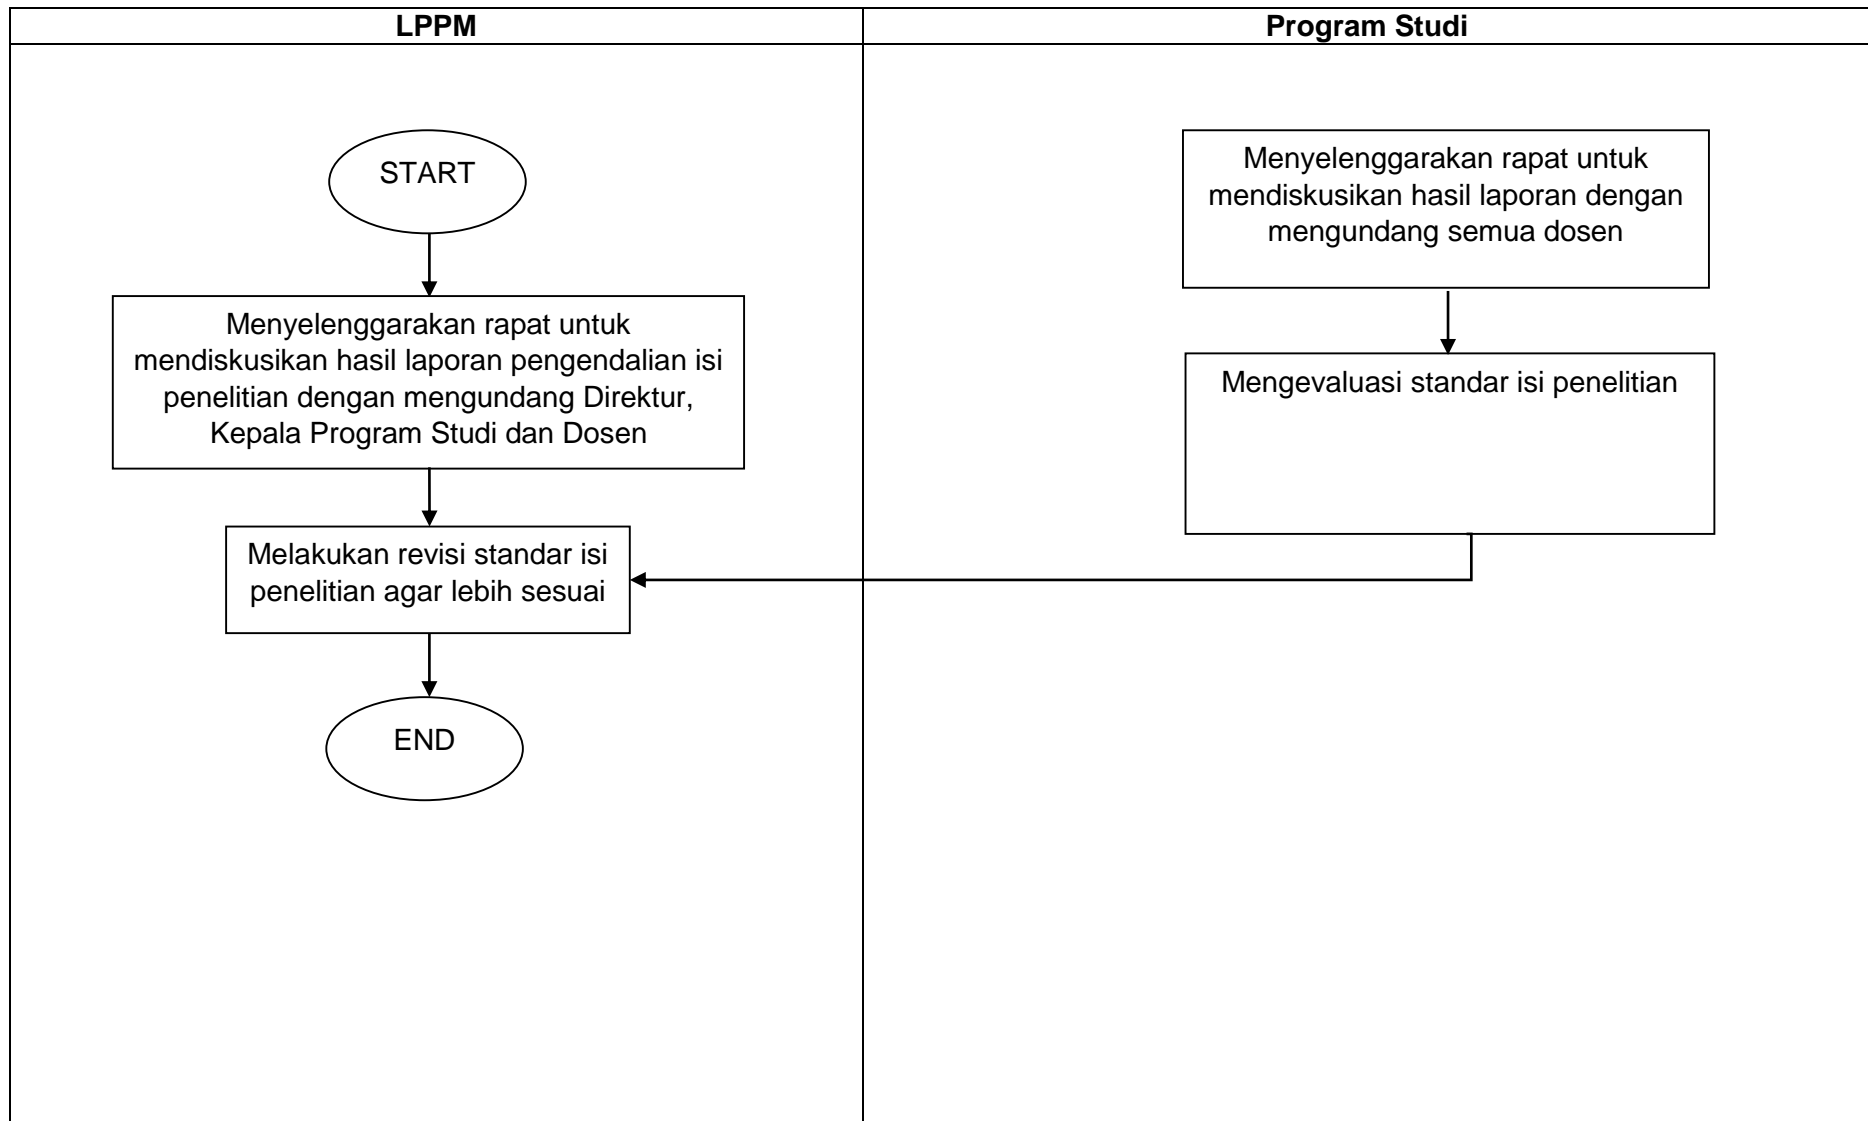 LPPM
Program Studi
START
Menyelenggarakan rapat untuk
mendiskusikan hasil laporan pengendalian isi
penelitian dengan mengundang Direktur,
Kepala Program Studi dan Dosen
Melakukan revisi standar isi
penelitian agar lebih sesuai
END
Menyelenggarakan rapat untuk
mendiskusikan hasil laporan dengan
mengundang semua dosen
Mengevaluasi standar isi penelitian